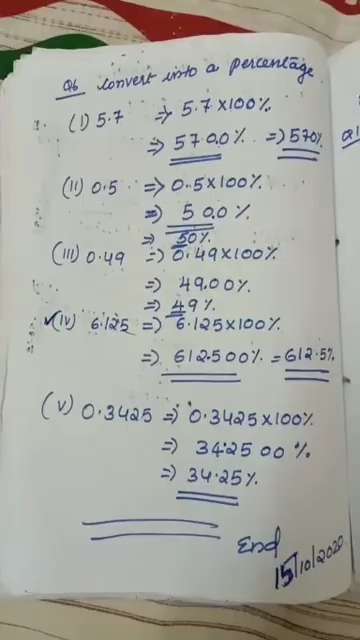 Q6 Convert into a percentage
(I) 5.7 => 5.7 x 100%
=> 570.0% => 570%
(II) 0.5 => 0.5 x 100%
=> 50.0%
=> 50%
(III) 0.49 => 0.49 x 100%
=> 49.00%
=> 49%
✓(IV) 6.125 => 6.125 x 100%
=> 612.500% = 612.5%
(V) 0.3425 => 0.3425 x 100%
=> 34.2500%
=> 34.25%
End
15/10/2020